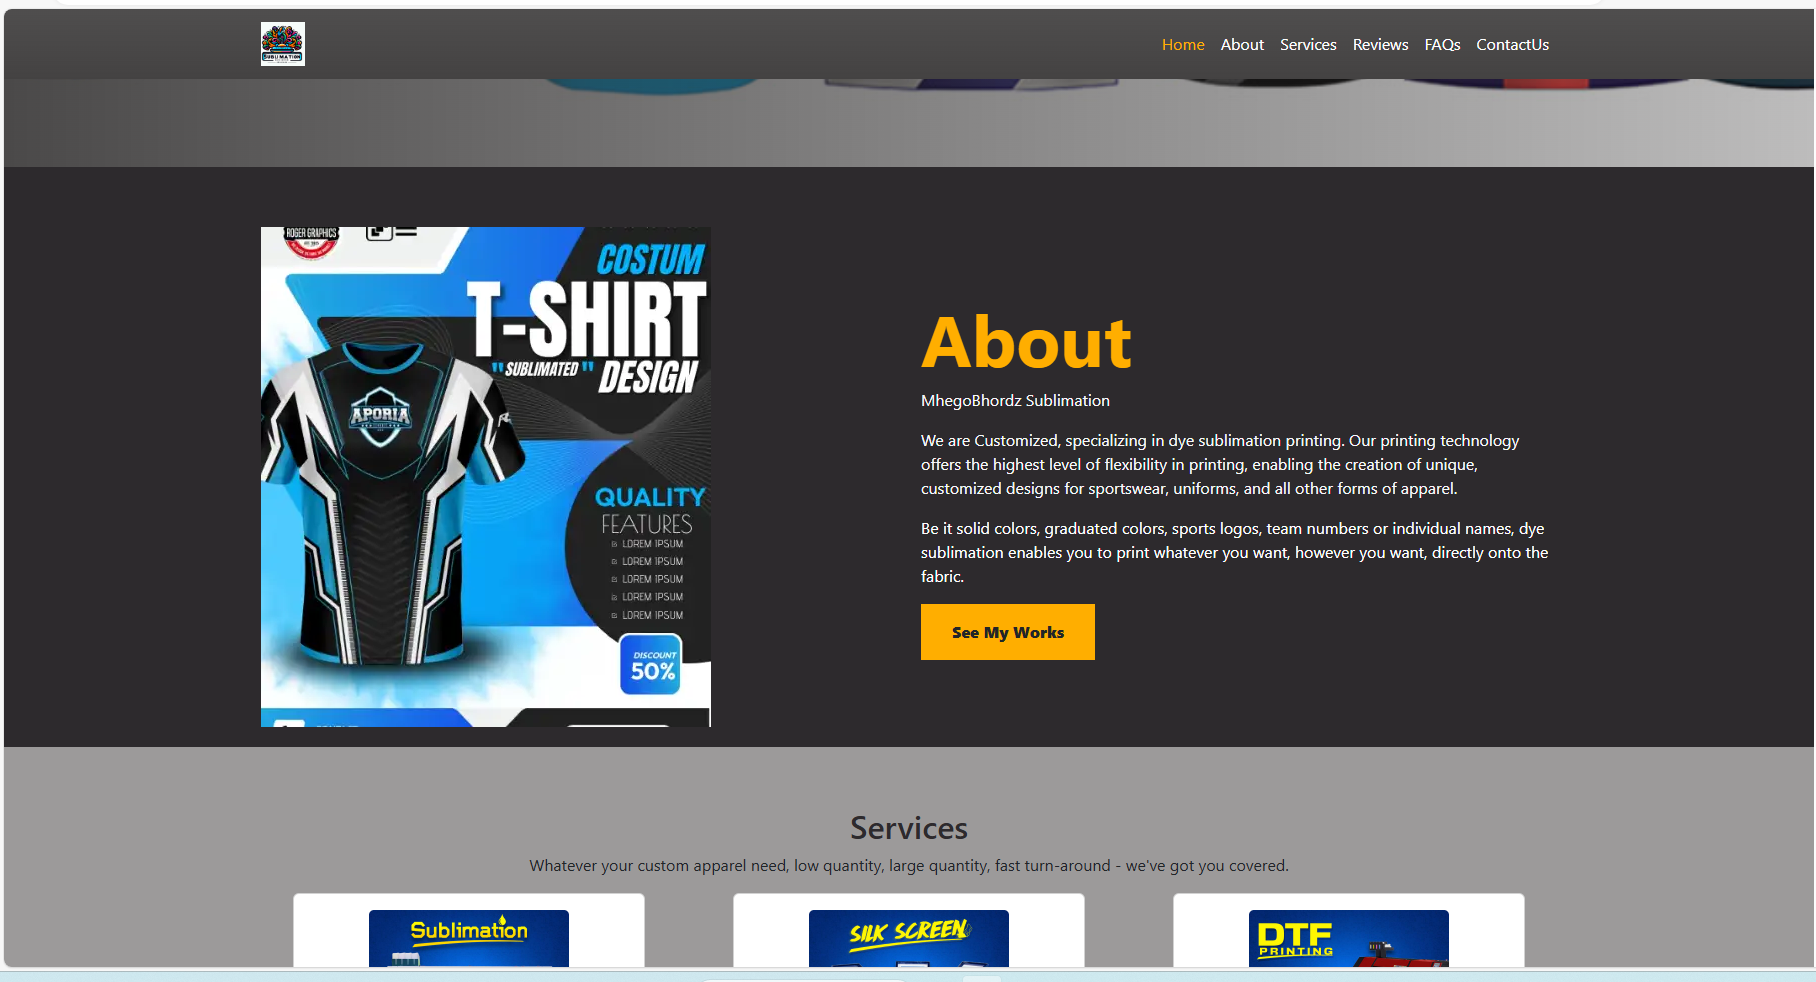 SUBLIMATION
Home About Services Reviews FAQs ContactUs
ROGER GRAPHICS
COSTUM
T-SHIRT
"SUBLIMATED" DESIGN
APORIA
QUALITY
FEATURES
LOREM IPSUM
LOREM IPSUM
LOREM IPSUM
LOREM IPSUM
LOREM IPSUM
DISCOUNT
50%
About
MhegoBhordz Sublimation
We are Customized, specializing in dye sublimation printing. Our printing technology
offers the highest level of flexibility in printing, enabling the creation of unique,
customized designs for sportswear, uniforms, and all other forms of apparel.
Be it solid colors, graduated colors, sports logos, team numbers or individual names, dye
sublimation enables you to print whatever you want, however you want, directly onto the
fabric.
See My Works
Services
Whatever your custom apparel need, low quantity, large quantity, fast turn-around - we've got you covered.
Sublimation
SILK SCREEN
DTF
PRINTING